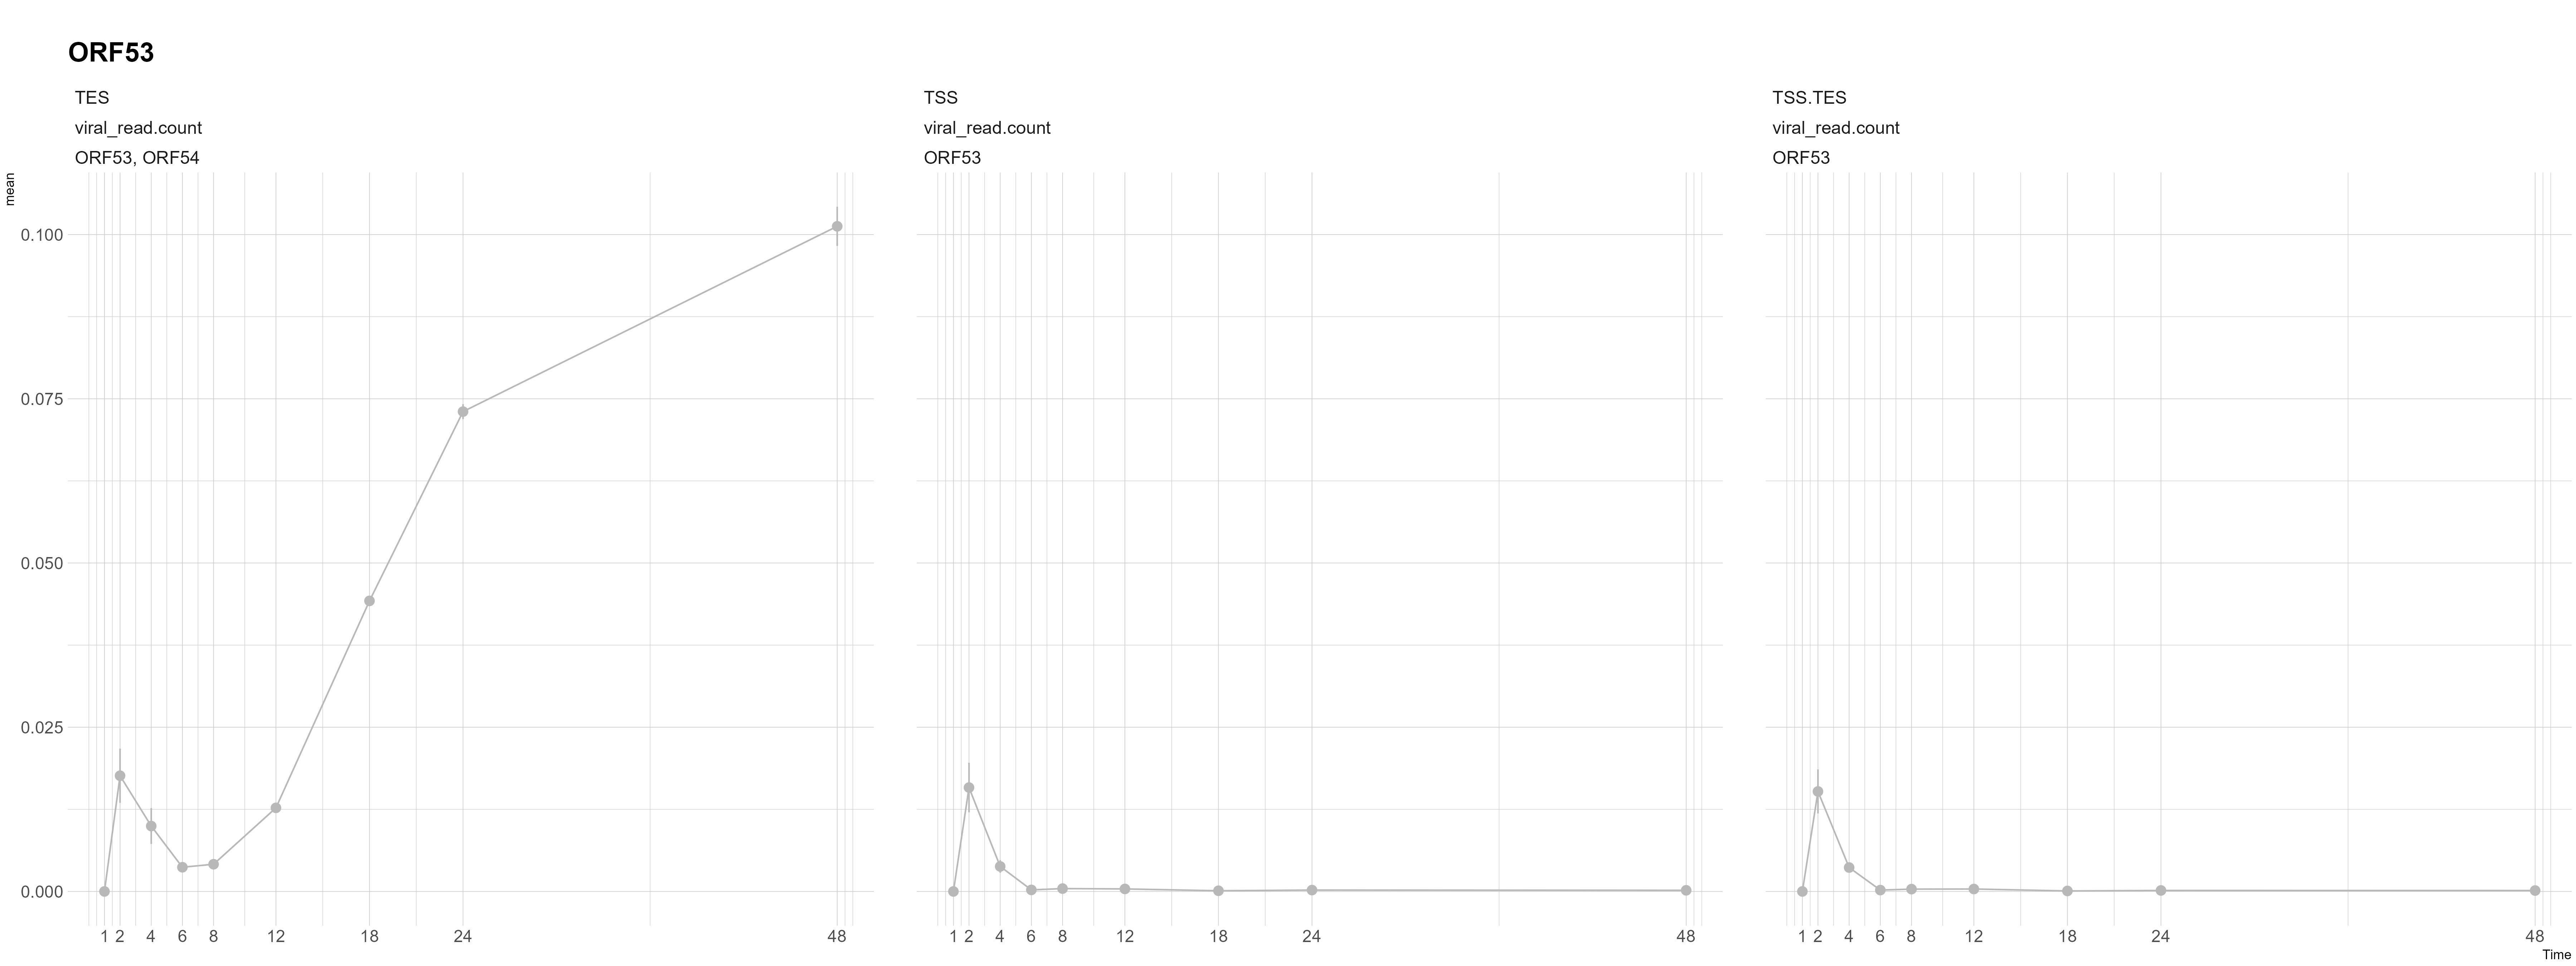 ORF53
TES
viral_read.count
ORF53, ORF54
TSS
viral_read.count
ORF53
TSS.TES
viral_read.count
ORF53
mean
0.100
0.075
0.050
0.025
0.000
1 2 4 6 8 12 18 24 48
1 2 4 6 8 12 18 24 48
1 2 4 6 8 12 18 24 48
Time